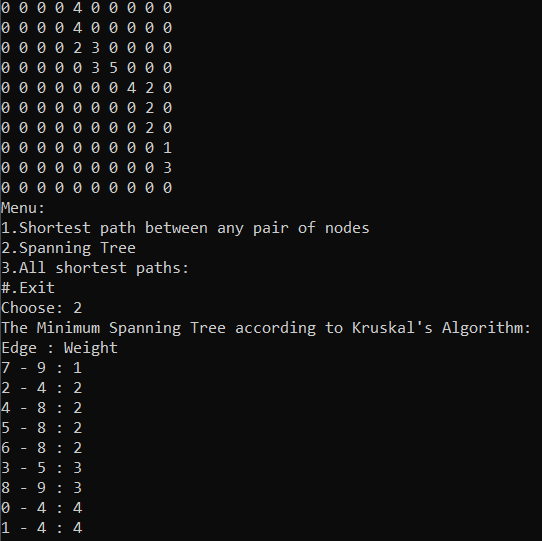 0 0 0 0 4 0 0 0 0 0
0 0 0 0 4 0 0 0 0 0
0 0 0 0 2 3 0 0 0 0
0 0 0 0 0 3 5 0 0 0
0 0 0 0 0 0 0 4 2 0
0 0 0 0 0 0 0 0 2 0
0 0 0 0 0 0 0 0 2 0
0 0 0 0 0 0 0 0 0 1
0 0 0 0 0 0 0 0 0 3
0 0 0 0 0 0 0 0 0 0
Menu:
1.Shortest path between any pair of nodes
2.Spanning Tree
3.All shortest paths:
#.Exit
Choose: 2
The Minimum Spanning Tree according to Kruskal's Algorithm:
Edge : Weight
7 - 9 : 1
2 - 4 : 2
4 - 8 : 2
5 - 8 : 2
6 - 8 : 2
3 - 5 : 3
8 - 9 : 3
0 - 4 : 4
1 - 4 : 4